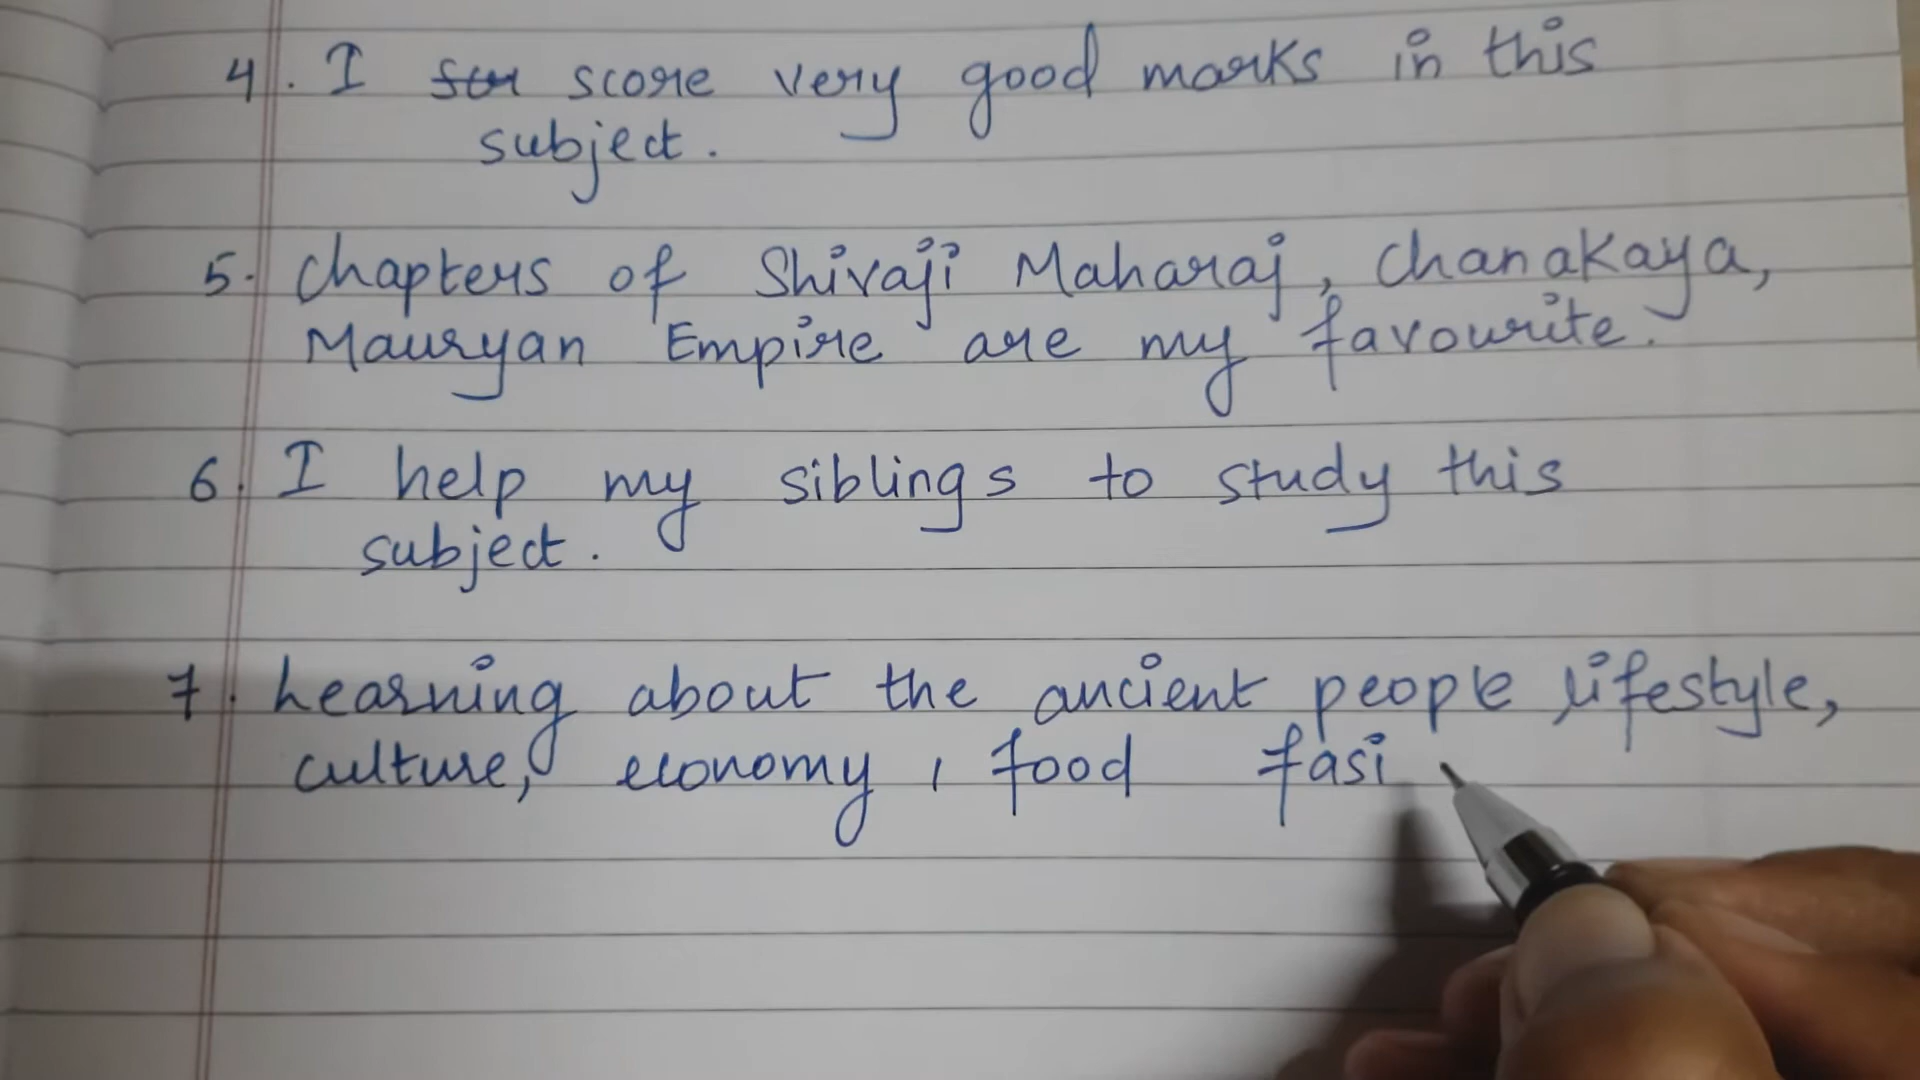 4. I score very good marks in this
subject.
5. Chapters of Shivaji Maharaj, Chanakaya,
Mauryan Empire are my favourite.
6. I help my siblings to study this
subject.
7. Learning about the ancient people lifestyle,
culture, economy, food fasi